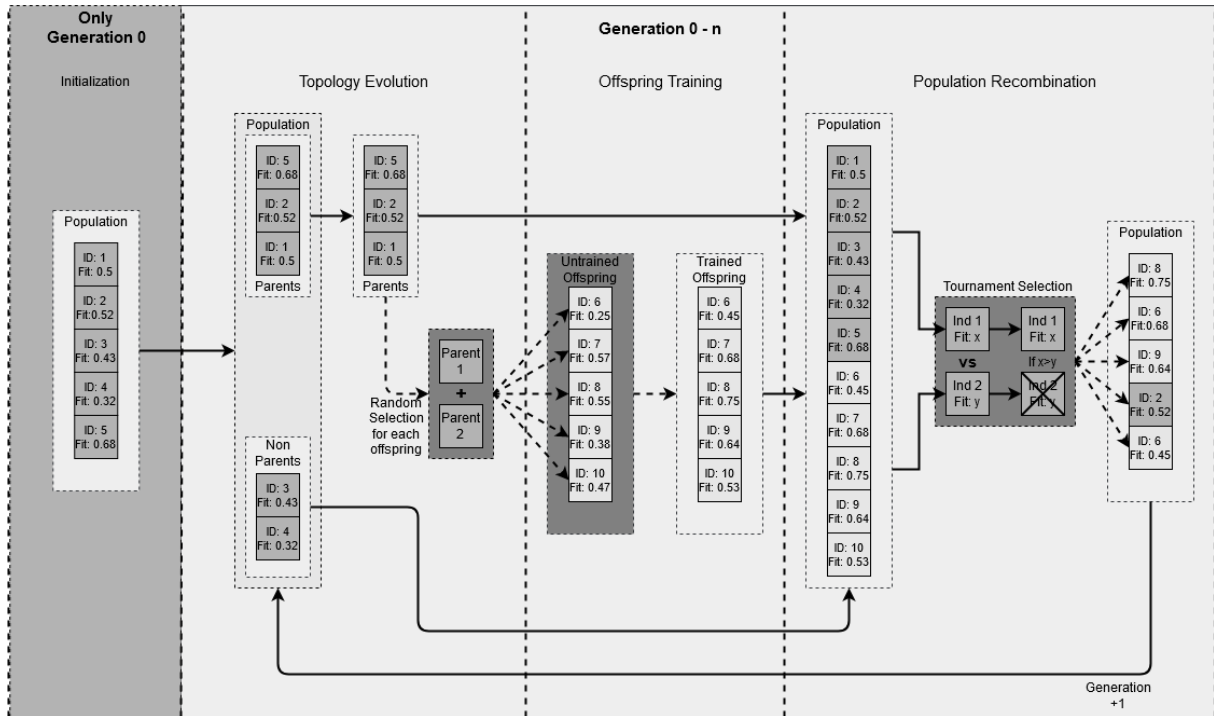 Only
Generation 0
Generation 0 - n
Initialization
Topology Evolution
Offspring Training
Population Recombination
Population
ID: 1
Fit: 0.5
ID: 2
Fit:0.52
ID: 3
Fit: 0.43
ID: 4
Fit: 0.32
ID: 5
Fit: 0.68
Population
ID: 5
Fit: 0.68
ID: 2
Fit:0.52
ID: 1
Fit: 0.5
Parents
ID: 5
Fit: 0.68
ID: 2
Fit:0.52
ID: 1
Fit: 0.5
Parents
Non
Parents
ID: 3
Fit: 0.43
ID: 4
Fit: 0.32
Random
Selection
for each
offspring
Parent
1
+
Parent
2
Untrained
Offspring
ID: 6
Fit: 0.25
ID: 7
Fit: 0.57
ID: 8
Fit: 0.55
ID: 9
Fit: 0.38
ID: 10
Fit: 0.47
Trained
Offspring
ID: 6
Fit: 0.45
ID: 7
Fit: 0.68
ID: 8
Fit: 0.75
ID: 9
Fit: 0.64
ID: 10
Fit: 0.53
Population
ID: 1
Fit: 0.5
ID: 2
Fit:0.52
ID: 3
Fit: 0.43
ID: 4
Fit: 0.32
ID: 5
Fit: 0.68
ID: 6
Fit: 0.45
ID: 7
Fit: 0.68
ID: 8
Fit: 0.75
ID: 9
Fit: 0.64
ID: 10
Fit: 0.53
Tournament Selection
Ind 1
Fit: x
Ind 1
Fit: x
vs
If x>y
Ind 2
Fit: y
Ind 2
Fit: y
Population
ID: 8
Fit: 0.75
ID: 6
Fit:0.68
ID: 9
Fit: 0.64
ID: 2
Fit: 0.52
ID: 6
Fit: 0.45
Generation
+1